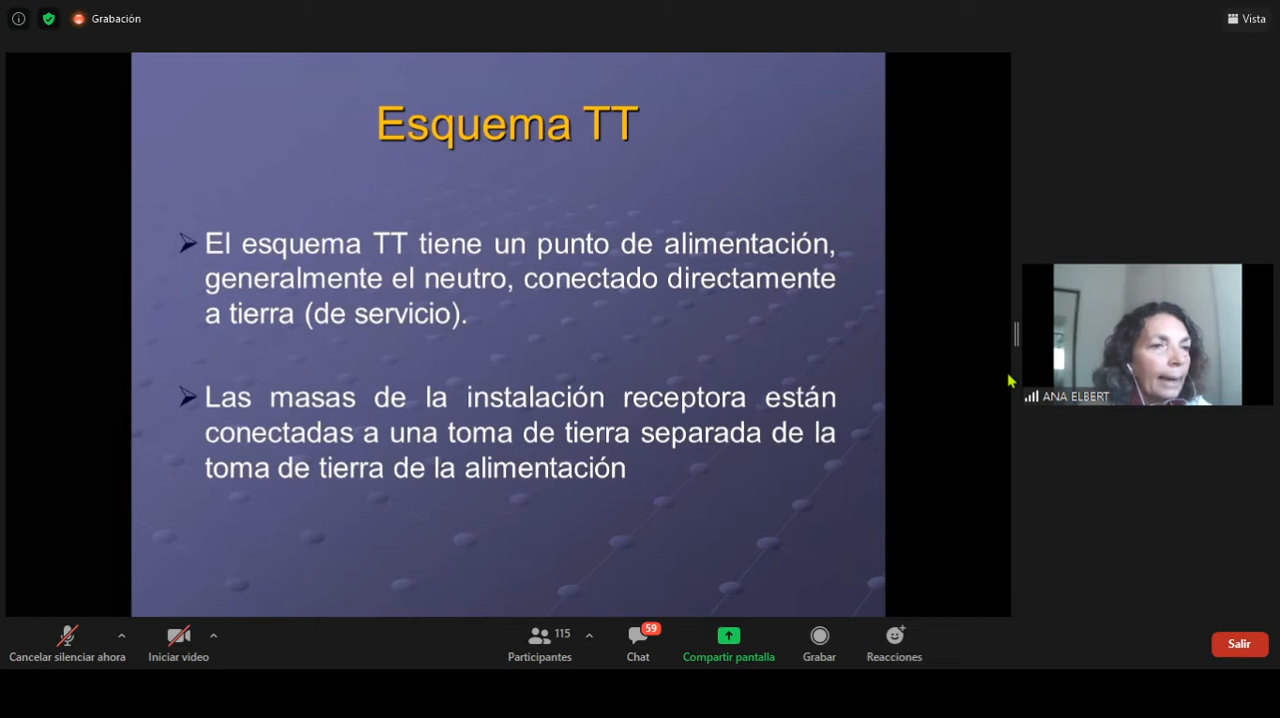 Grabación
Vista
Esquema TT
El esquema TT tiene un punto de alimentación,
generalmente el neutro, conectado directamente
a tierra (de servicio).
Las masas de la instalación receptora están
conectadas a una toma de tierra separada de la
toma de tierra de la alimentación
ANA ELBERT
Cancelar silenciar ahora
Iniciar video
115
Participantes
59
Chat
Compartir pantalla
Grabar
Reacciones
Salir